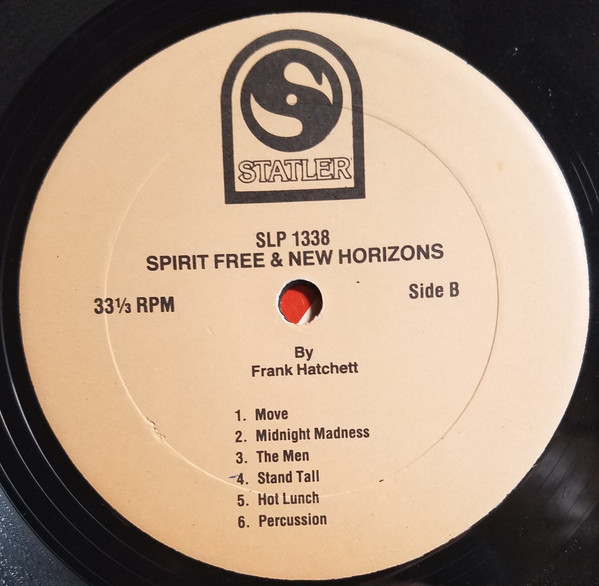 STATLER
SLP 1338
SPIRIT FREE & NEW HORIZONS
33⅓ RPM
Side B
By
Frank Hatchett
1. Move
2. Midnight Madness
3. The Men
4. Stand Tall
5. Hot Lunch
6. Percussion